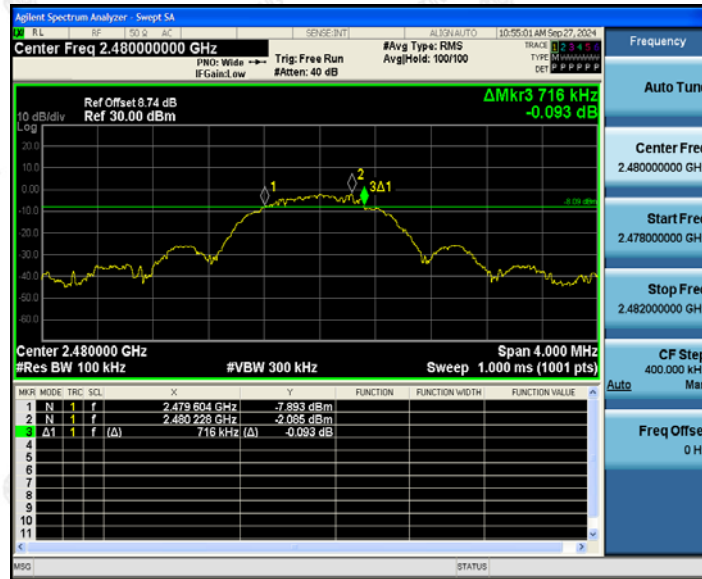 Agilent Spectrum Analyzer - Swept SA
RL RF 50 Ω AC SENSE:INT ALIGN AUTO 10:55:01 AM Sep 27, 2024
Center Freq 2.480000000 GHz
PNO: Wide
IFGain:Low
Trig: Free Run
#Atten: 40 dB
#Avg Type: RMS
Avg|Hold: 100/100
TRACE 1 2 3 4 5 6
TYPE M
DET P P P P P P
Frequency
Auto Tune
Center Freq
2.480000000 GH
Start Freq
2.478000000 GH
Stop Freq
2.482000000 GH
CF Step
400.000 kH
Auto Man
Freq Offse
0 H
ΔMkr3 716 kHz
-0.093 dB
Ref Offset 8.74 dB
10 dB/div Ref 30.00 dBm
Log
20.0
10.0
0.00
-10.0
-20.0
-30.0
-40.0
-50.0
-60.0
1
2
3Δ1
-8.09 dBm
Center 2.480000 GHz Span 4.000 MHz
#Res BW 100 kHz #VBW 300 kHz Sweep 1.000 ms (1001 pts)
MKR MODE TRC SCL X Y FUNCTION FUNCTION WIDTH FUNCTION VALUE
1 N 1 f 2.479 604 GHz -7.893 dBm
2 N 1 f 2.480 228 GHz -2.085 dBm
3 Δ1 1 f (Δ) 716 kHz (Δ) -0.093 dB
4
5
6
7
8
9
10
11
MSG STATUS